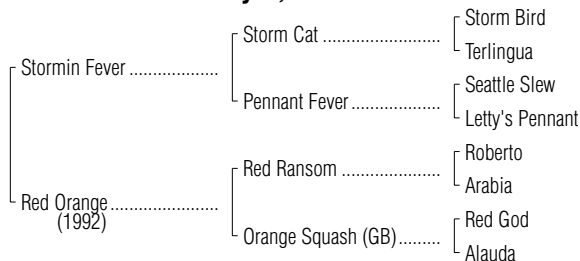 Storm Bird
Storm Cat ........................
Terlingua
Stormin Fever ..................
Seattle Slew
Pennant Fever ..................
Letty's Pennant
Roberto
Red Ransom ....................
Arabia
Red Orange ......................
(1992)
Red God
Orange Squash (GB) .........
Alauda